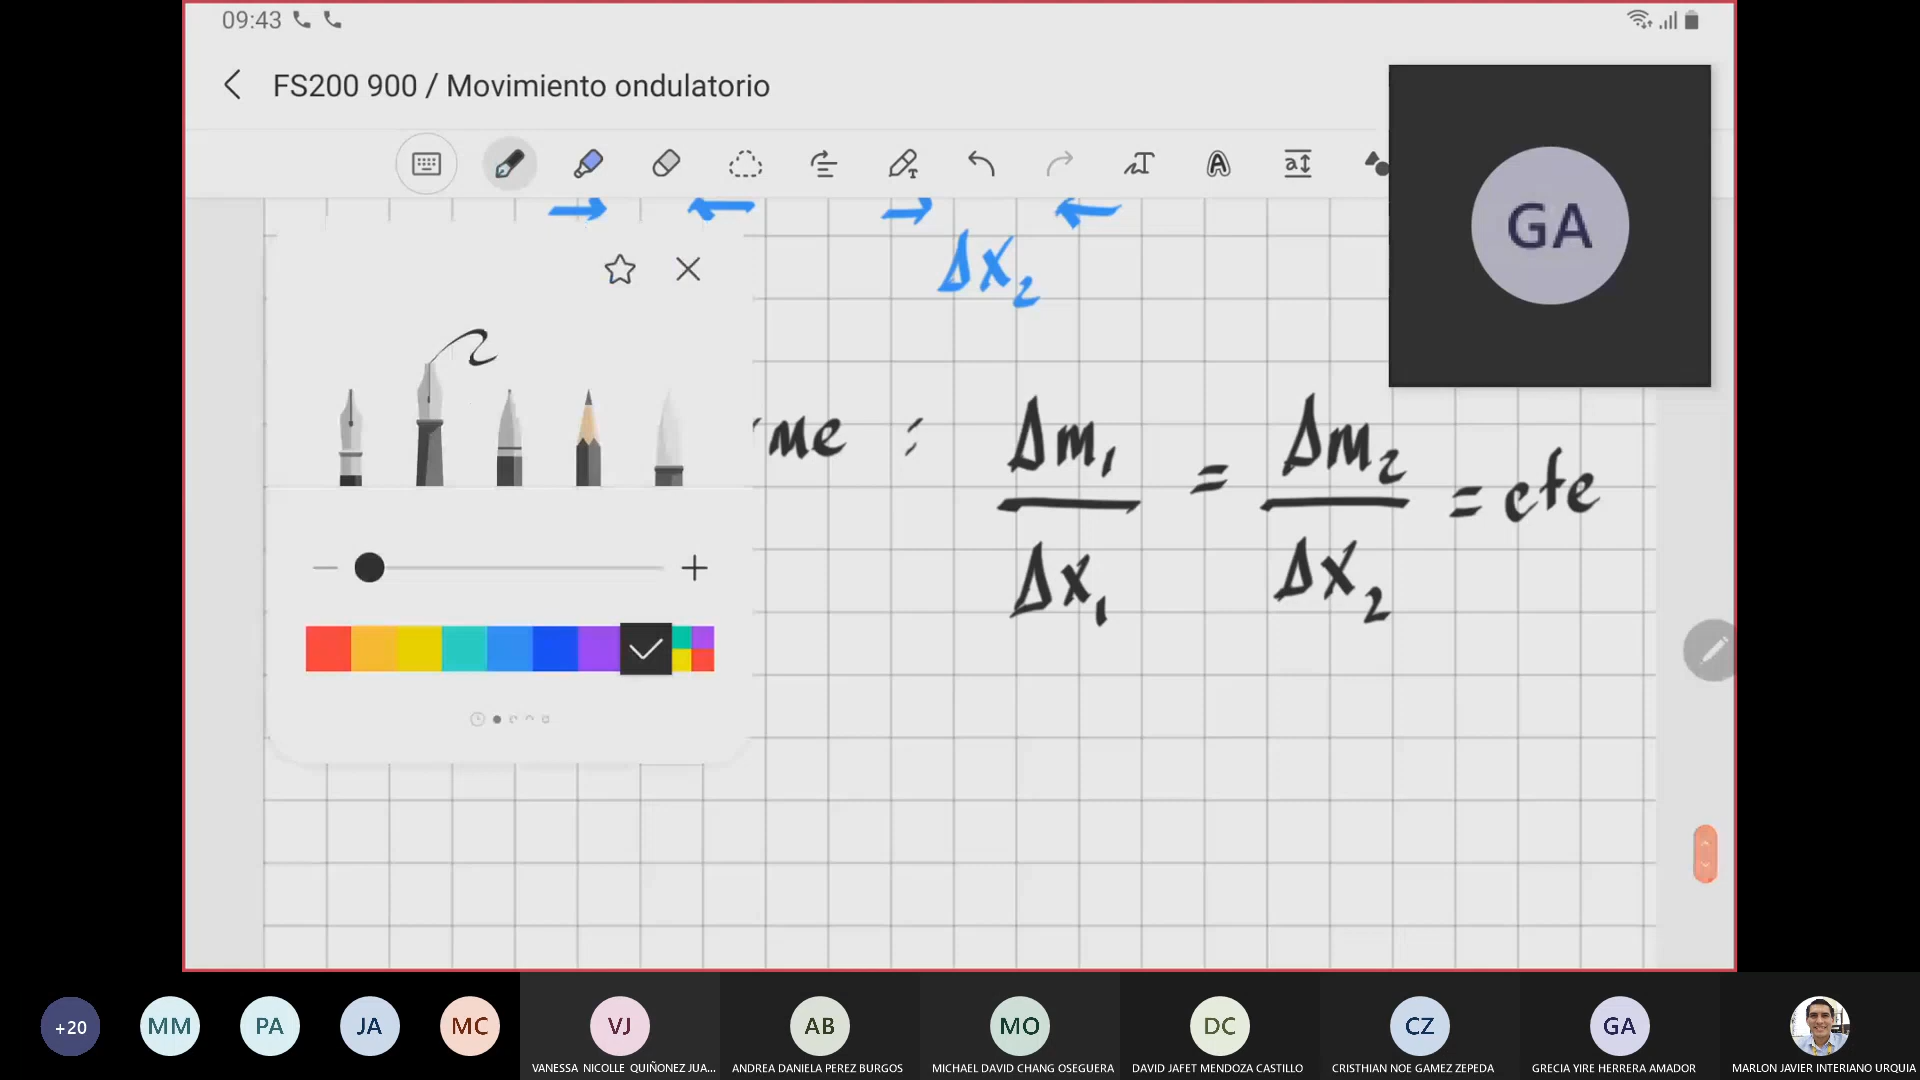 09:43
FS200 900 / Movimiento ondulatorio
GA
Δx₂
me : Δm₁ = Δm₂ = cte
Δx₁ Δx₂
+20 MM PA JA MC VJ AB MO DC CZ GA
VANESSA NICOLLE QUIÑONEZ JUA... ANDREA DANIELA PEREZ BURGOS MICHAEL DAVID CHANG OSEGUERA DAVID JAFET MENDOZA CASTILLO CRISTHIAN NOE GAMEZ ZEPEDA GRECIA YIRE HERRERA AMADOR MARLON JAVIER INTERIANO URQUIA